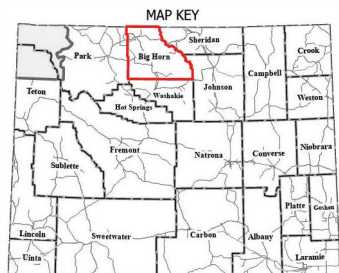 MAP KEY
Sheridan
Park
Big Horn
Crook
Campbell
Johnson
Washakie
Teton
Hot Springs
Weston
Fremont
Natrona
Converse
Niobrara
Sublette
Platte
Goshen
Lincoln
Sweetwater
Carbon
Albany
Uinta
Laramie